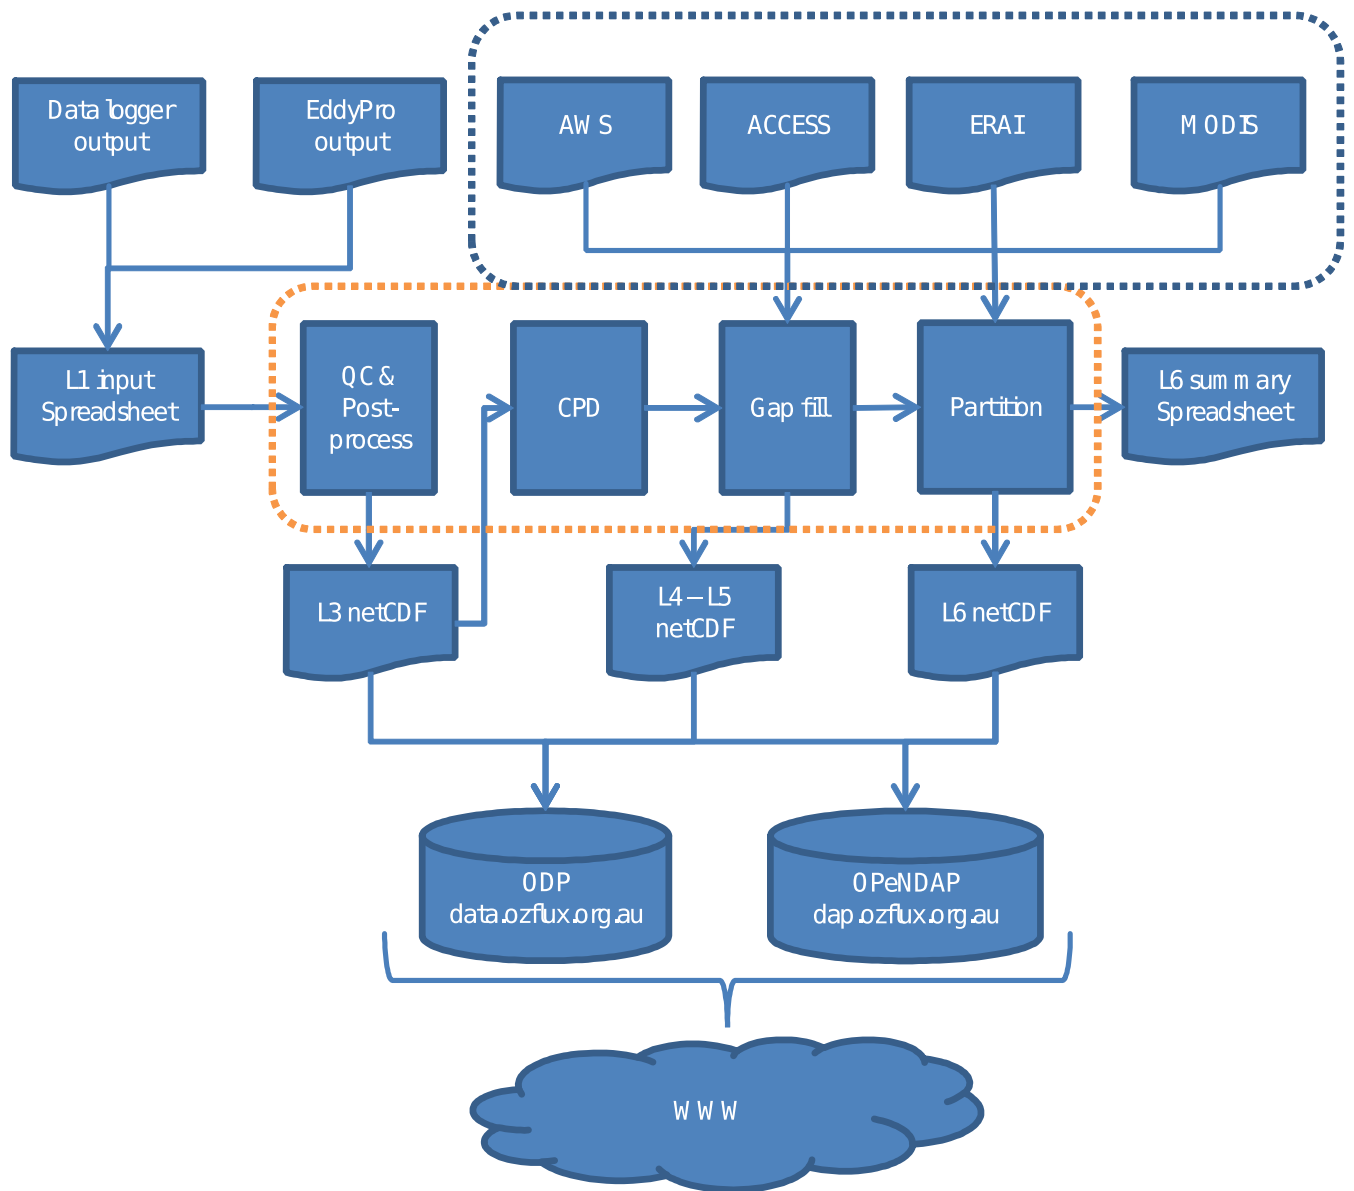 Data logger
output
EddyPro
output
AWS
ACCESS
ERAI
MODIS
L1 input
Spreadsheet
QC &
Post-
process
CPD
Gap fill
Partition
L6 summary
Spreadsheet
L3 netCDF
L4 – L5
netCDF
L6 netCDF
ODP
data.ozflux.org.au
OPeNDAP
dap.ozflux.org.au
WWW